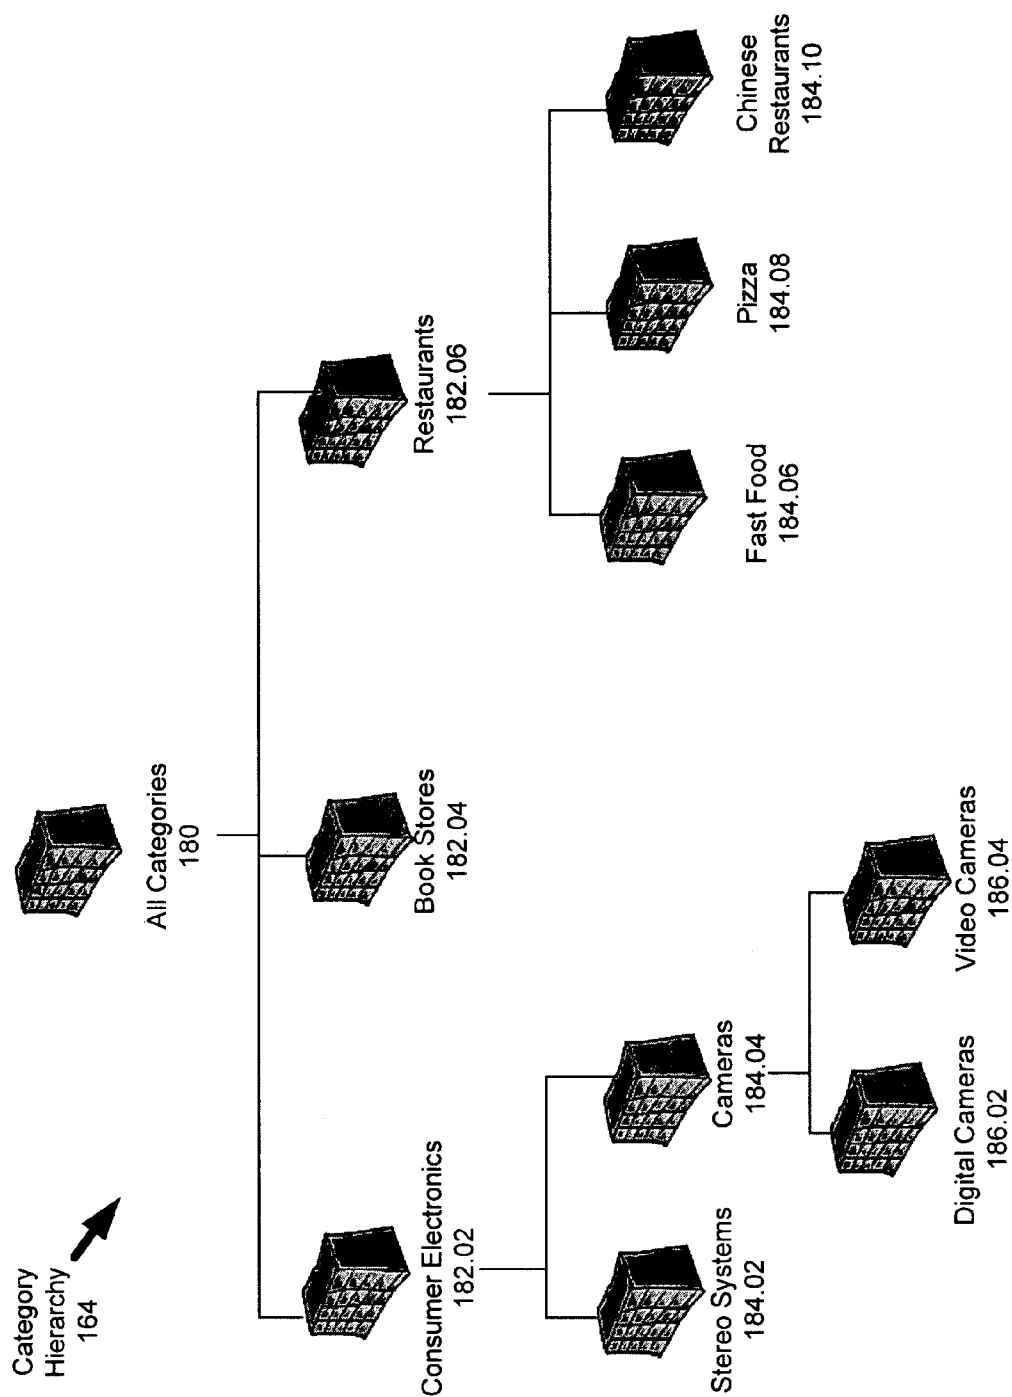 Category
Hierarchy
164
All Categories
180
Consumer Electronics
182.02
Book Stores
182.04
Restaurants
182.06
Stereo Systems
184.02
Cameras
184.04
Fast Food
184.06
Pizza
184.08
Chinese
Restaurants
184.10
Digital Cameras
186.02
Video Cameras
186.04